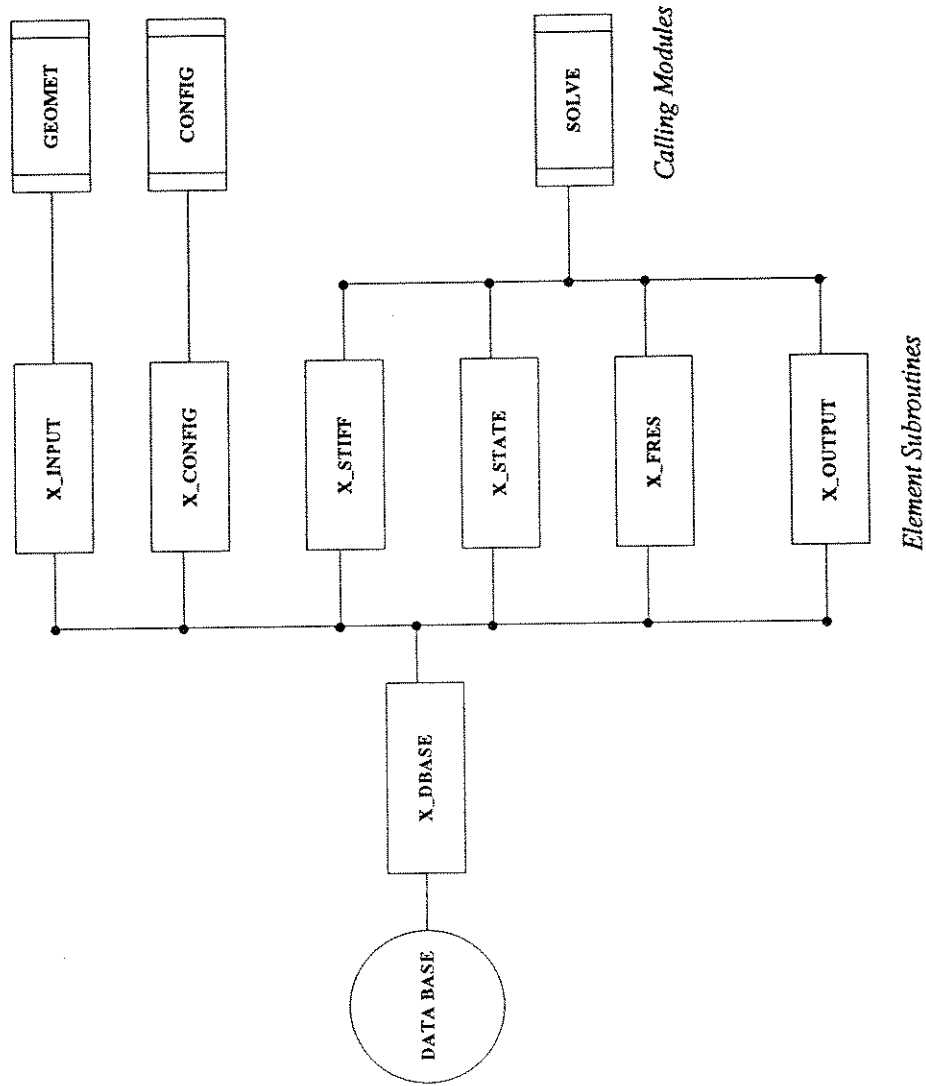 GEOMET
CONFIG
SOLVE
Calling Modules
X_INPUT
X_CONFIG
X_STIFF
X_STATE
X_FRES
X_OUTPUT
Element Subroutines
X_DBASE
DATA BASE